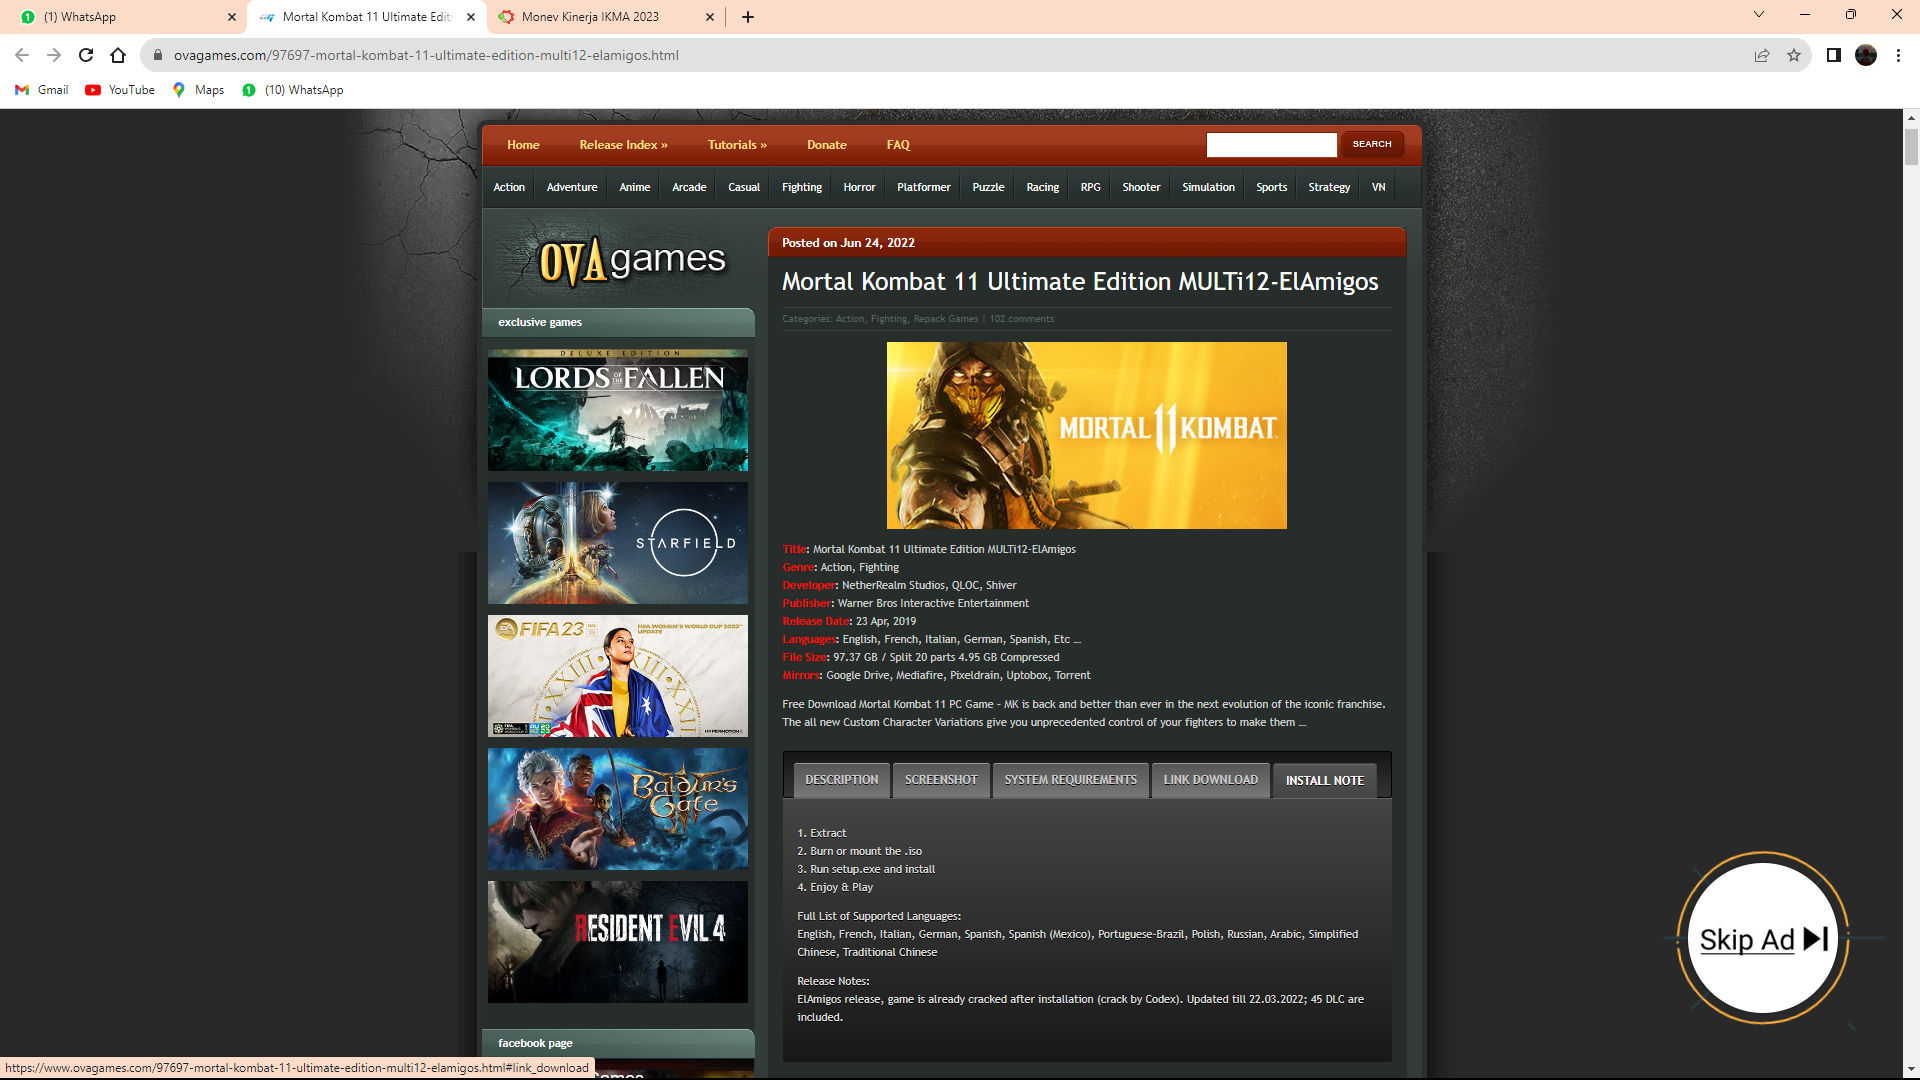 (1) WhatsApp
Mortal Kombat 11 Ultimate Editi
Monev Kinerja IKMA 2023
ovagames.com/97697-mortal-kombat-11-ultimate-edition-multi12-elamigos.html
Gmail
YouTube
Maps
(10) WhatsApp
Home
Release Index »
Tutorials »
Donate
FAQ
SEARCH
Action
Adventure
Anime
Arcade
Casual
Fighting
Horror
Platformer
Puzzle
Racing
RPG
Shooter
Simulation
Sports
Strategy
VN
OVAgames
exclusive games
DELUXE EDITION
LORDS OF THE FALLEN
STARFIELD
FIFA 23
FIFA WOMEN'S WORLD CUP 2023™
UPDATE
HYPERMOTION
Baldur's
Gate
RESIDENT EVIL 4
facebook page
Posted on Jun 24, 2022
Mortal Kombat 11 Ultimate Edition MULTi12-ElAmigos
Categories: Action, Fighting, Repack Games | 102 comments
MORTAL 11 KOMBAT
Title: Mortal Kombat 11 Ultimate Edition MULTi12-ElAmigos
Genre: Action, Fighting
Developer: NetherRealm Studios, QLOC, Shiver
Publisher: Warner Bros Interactive Entertainment
Release Date: 23 Apr, 2019
Languages: English, French, Italian, German, Spanish, Etc ...
File Size: 97.37 GB / Split 20 parts 4.95 GB Compressed
Mirrors: Google Drive, Mediafire, Pixeldrain, Uptobox, Torrent
Free Download Mortal Kombat 11 PC Game – MK is back and better than ever in the next evolution of the iconic franchise.
The all new Custom Character Variations give you unprecedented control of your fighters to make them ...
DESCRIPTION
SCREENSHOT
SYSTEM REQUIREMENTS
LINK DOWNLOAD
INSTALL NOTE
1. Extract
2. Burn or mount the .iso
3. Run setup.exe and install
4. Enjoy & Play
Full List of Supported Languages:
English, French, Italian, German, Spanish, Spanish (Mexico), Portuguese-Brazil, Polish, Russian, Arabic, Simplified
Chinese, Traditional Chinese
Release Notes:
ElAmigos release, game is already cracked after installation (crack by Codex). Updated till 22.03.2022; 45 DLC are
included.
Skip Ad
https://www.ovagames.com/97697-mortal-kombat-11-ultimate-edition-multi12-elamigos.html#link_download